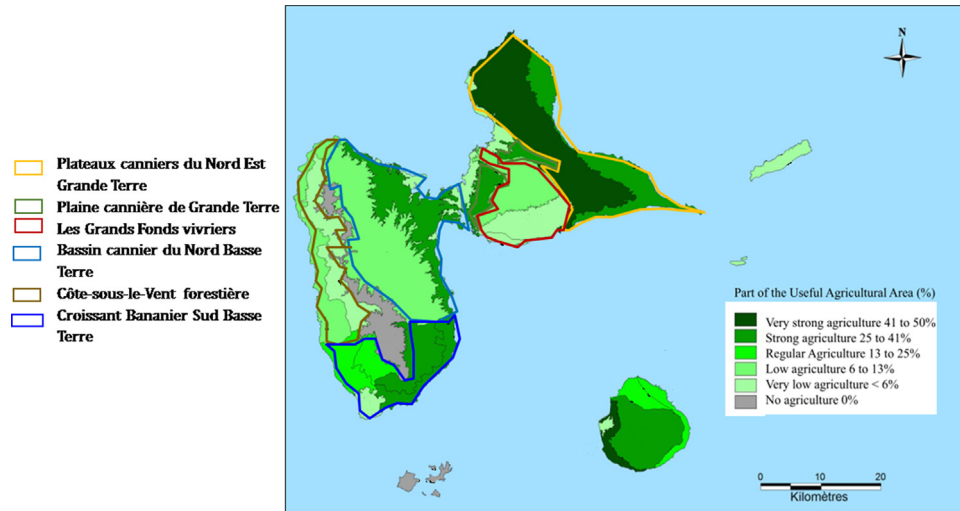 Plateaux canniers du Nord Est
Grande Terre
Plaine cannière de Grande Terre
Les Grands Fonds vivriers
Bassin cannier du Nord Basse
Terre
Côte-sous-le-Vent forestière
Croissant Bananier Sud Basse
Terre
N
Part of the Useful Agricultural Area (%)
Very strong agriculture 41 to 50%
Strong agriculture 25 to 41%
Regular Agriculture 13 to 25%
Low agriculture 6 to 13%
Very low agriculture < 6%
No agriculture 0%
0 10 20
Kilomètres